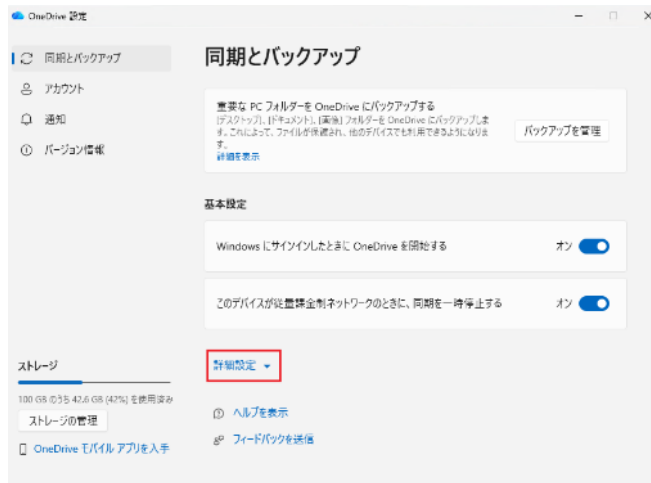 OneDrive 設定
同期とバックアップ
アカウント
通知
バージョン情報
ストレージ
100 GB のうち 42.6 GB (42%) を使用済み
ストレージの管理
OneDrive モバイル アプリを入手
同期とバックアップ
重要な PC フォルダーを OneDrive にバックアップする
[デスクトップ]、[ドキュメント]、[画像] フォルダーを OneDrive にバックアップしま
す。これによって、ファイルが保護され、他のデバイスでも利用できるようになりま
す。
詳細を表示
バックアップを管理
基本設定
Windows にサインインしたときに OneDrive を開始する
オン
このデバイスが従量課金制ネットワークのときに、同期を一時停止する
オン
詳細設定
ヘルプを表示
フィードバックを送信